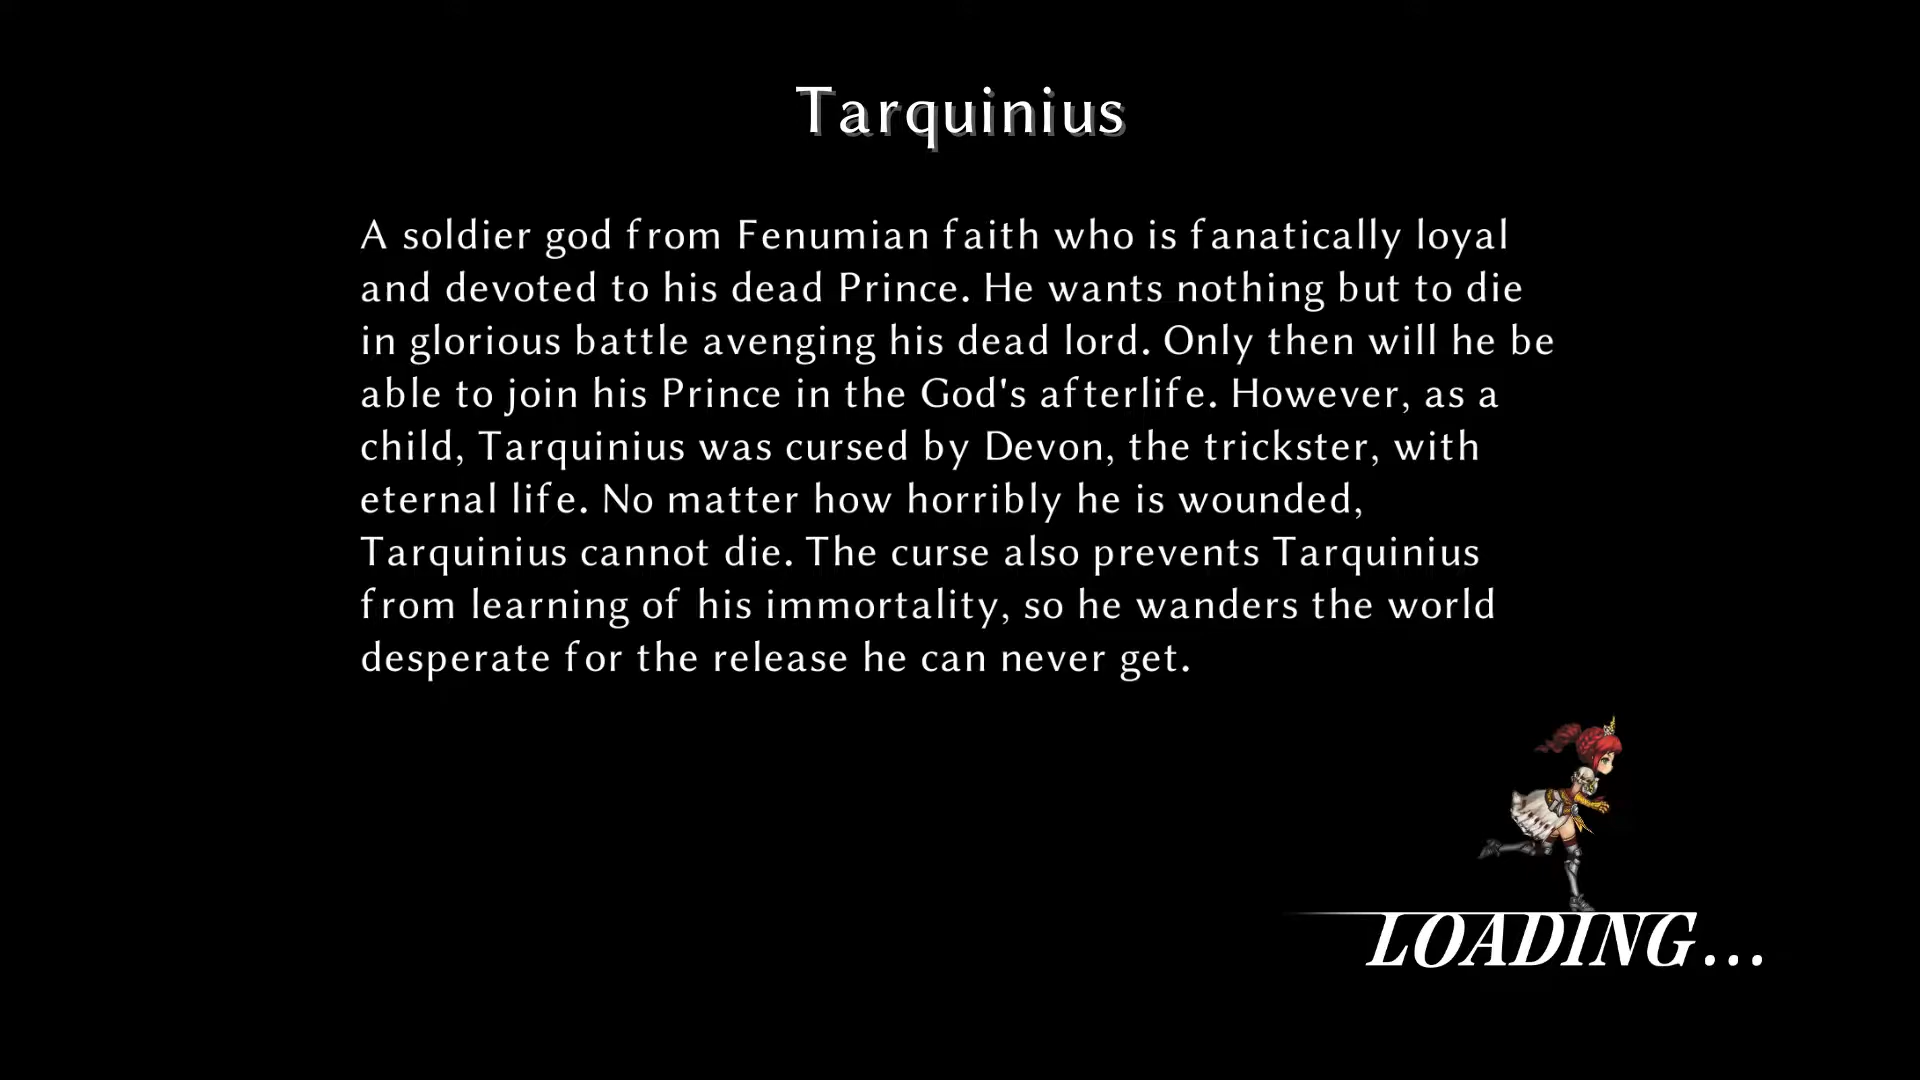 Tarquinius
A soldier god from Fenumian faith who is fanatically loyal
and devoted to his dead Prince. He wants nothing but to die
in glorious battle avenging his dead lord. Only then will he be
able to join his Prince in the God's afterlife. However, as a
child, Tarquinius was cursed by Devon, the trickster, with
eternal life. No matter how horribly he is wounded,
Tarquinius cannot die. The curse also prevents Tarquinius
from learning of his immortality, so he wanders the world
desperate for the release he can never get.
LOADING...